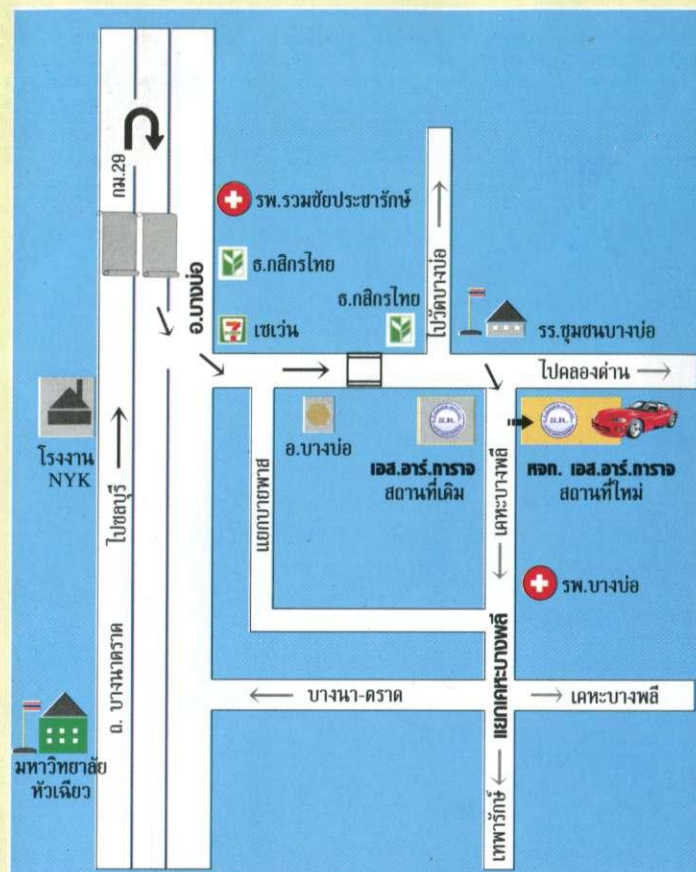 กม.29
รพ.รวมชัยประชารักษ์
ธ.กสิกรไทย
อ.บางบ่อ
ธ.กสิกรไทย
ไปวัดบางบ่อ
7
เซเว่น
รร.ชุมชนบางบ่อ
ไปคลองด่าน
โรงงาน
NYK
ไปชลบุรี
แยกบายพาส
อ.บางบ่อ
S.R.
เอส.อาร์.การาจ
สถานที่เดิม
เคหะบางพลี
S.R.
หจก. เอส.อาร์.การาจ
สถานที่ใหม่
รพ.บางบ่อ
แยกเคหะบางพลี
ถ. บางนาตราด
บางนา-ตราด
เคหะบางพลี
มหาวิทยาลัย
หัวเฉียว
เทพารักษ์